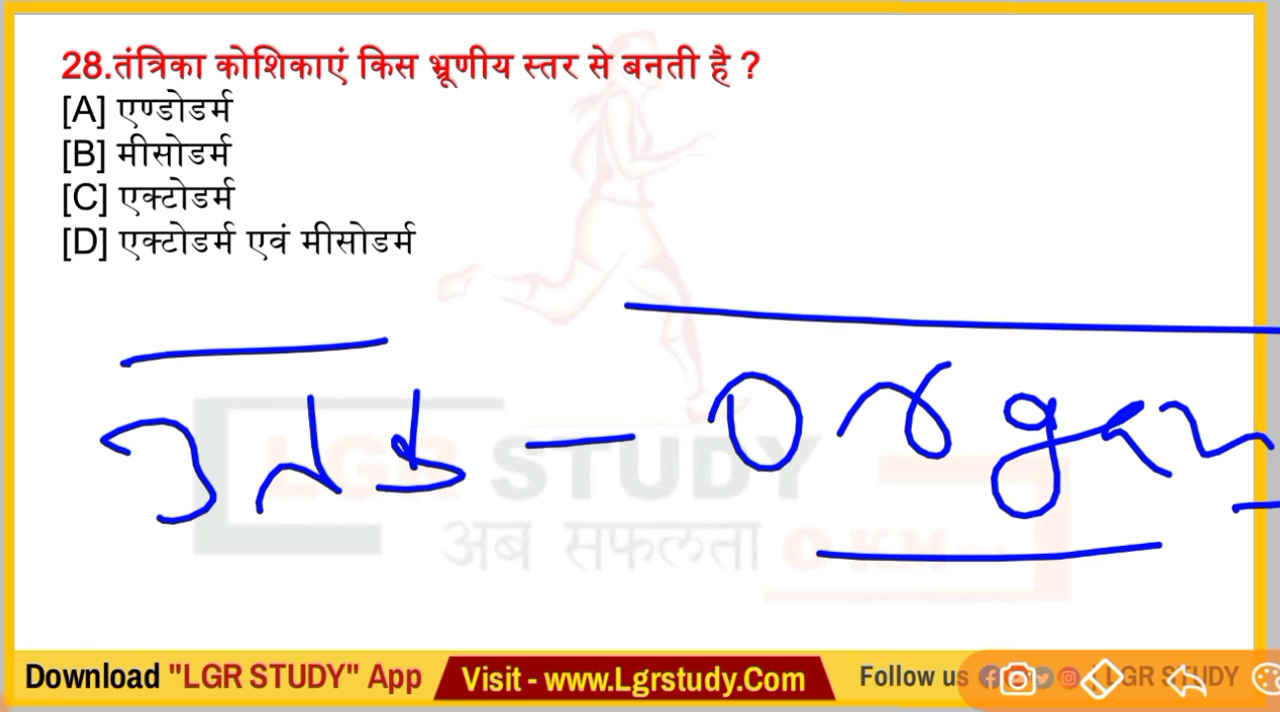 28.तंत्रिका कोशिकाएं किस भ्रूणीय स्तर से बनती है ?
[A] एण्डोडर्म
[B] मीसोडर्म
[C] एक्टोडर्म
[D] एक्टोडर्म एवं मीसोडर्म
LGR STUDY
अब सफलता
Download "LGR STUDY" App Visit - www.Lgrstudy.Com Follow us LGR STUDY